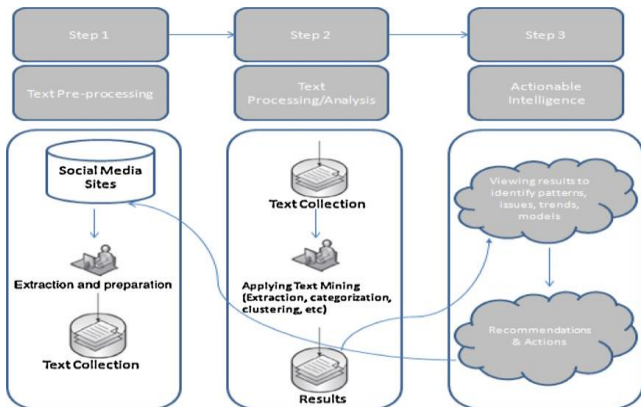 Step 1
Step 2
Step 3
Text Pre-processing
Text
Processing/Analysis
Actionable
Intelligence
Social Media
Sites
Extraction and preparation
Text Collection
Text Collection
Applying Text Mining
(Extraction, categorization,
clustering, etc)
Results
Viewing results to
identify patterns,
issues, trends,
models
Recommendations
& Actions